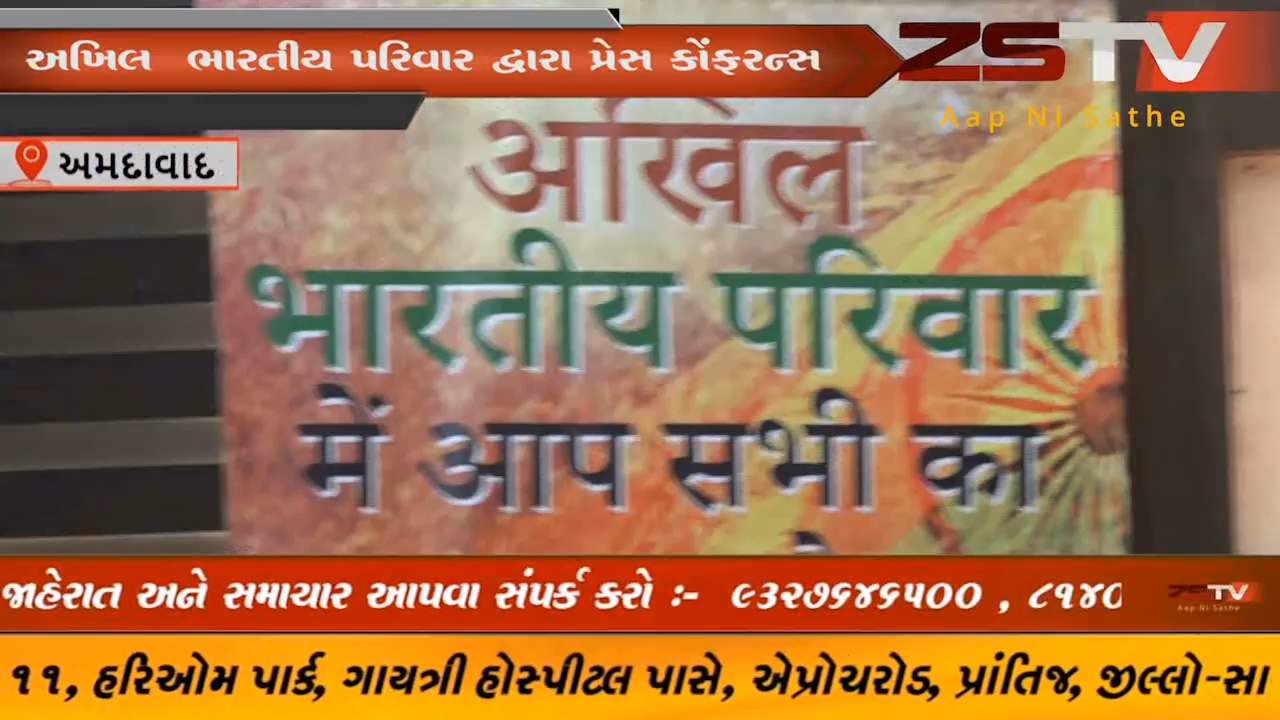 અખિલ ભારતીય પરિવાર દ્વારા પ્રેસ કોંફરન્સ
ZSTV
Aap Ni Sathe
અમદાવાદ
अखिल
भारतीय परिवार
में आप सभी का
જાહેરાત અને સમાચાર આપવા સંપર્ક કરો :- ૯૩૨૭૬૪૬૫૦૦ , ૮૧૪૦
ZSTV
Aap Ni Sathe
૧૧, હરિઓમ પાર્ક, ગાયત્રી હોસ્પીટલ પાસે, એપ્રોચરોડ, પ્રાંતિજ, જીલ્લો-સા